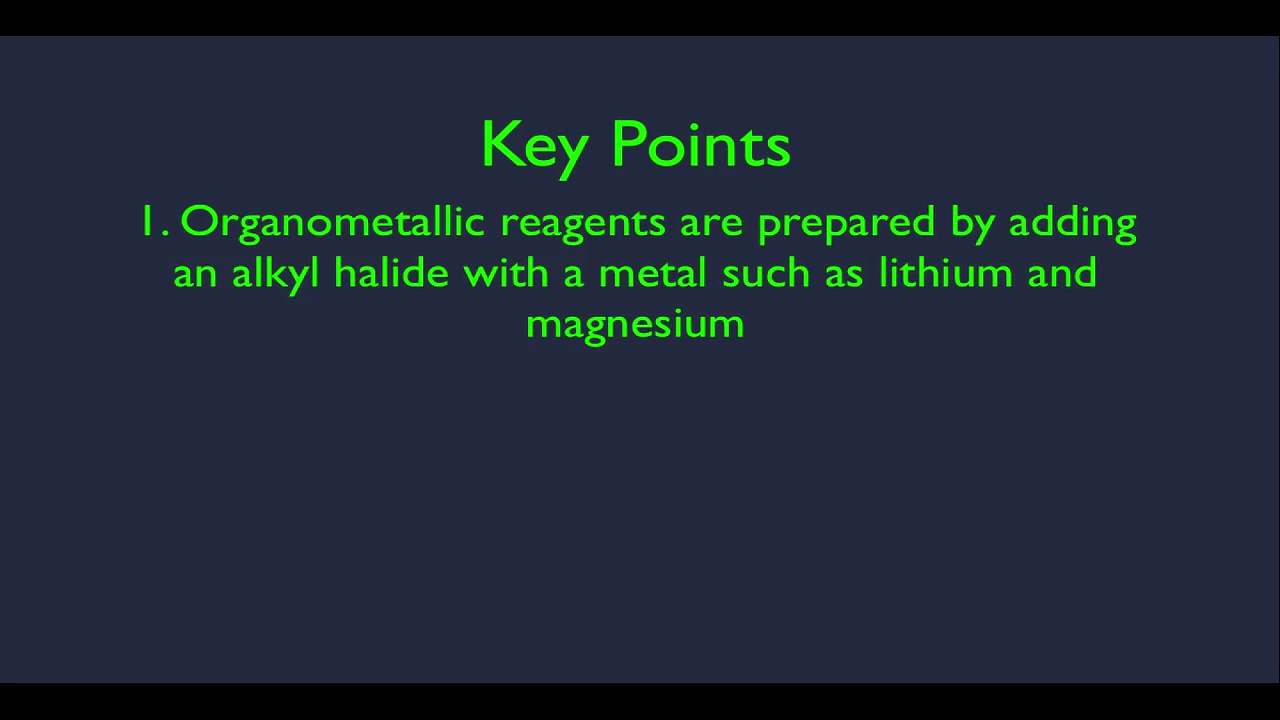 Key Points
1. Organometallic reagents are prepared by adding
an alkyl halide with a metal such as lithium and
magnesium